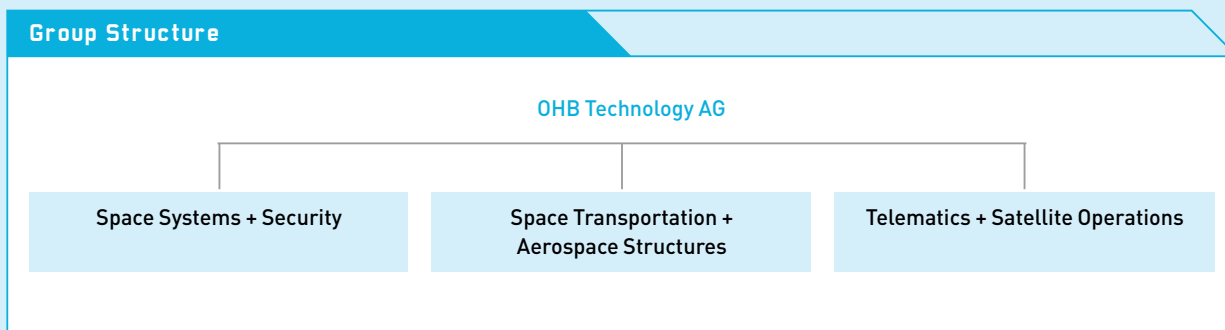 Group Structure
OHB Technology AG
Space Systems + Security
Space Transportation +
Aerospace Structures
Telematics + Satellite Operations